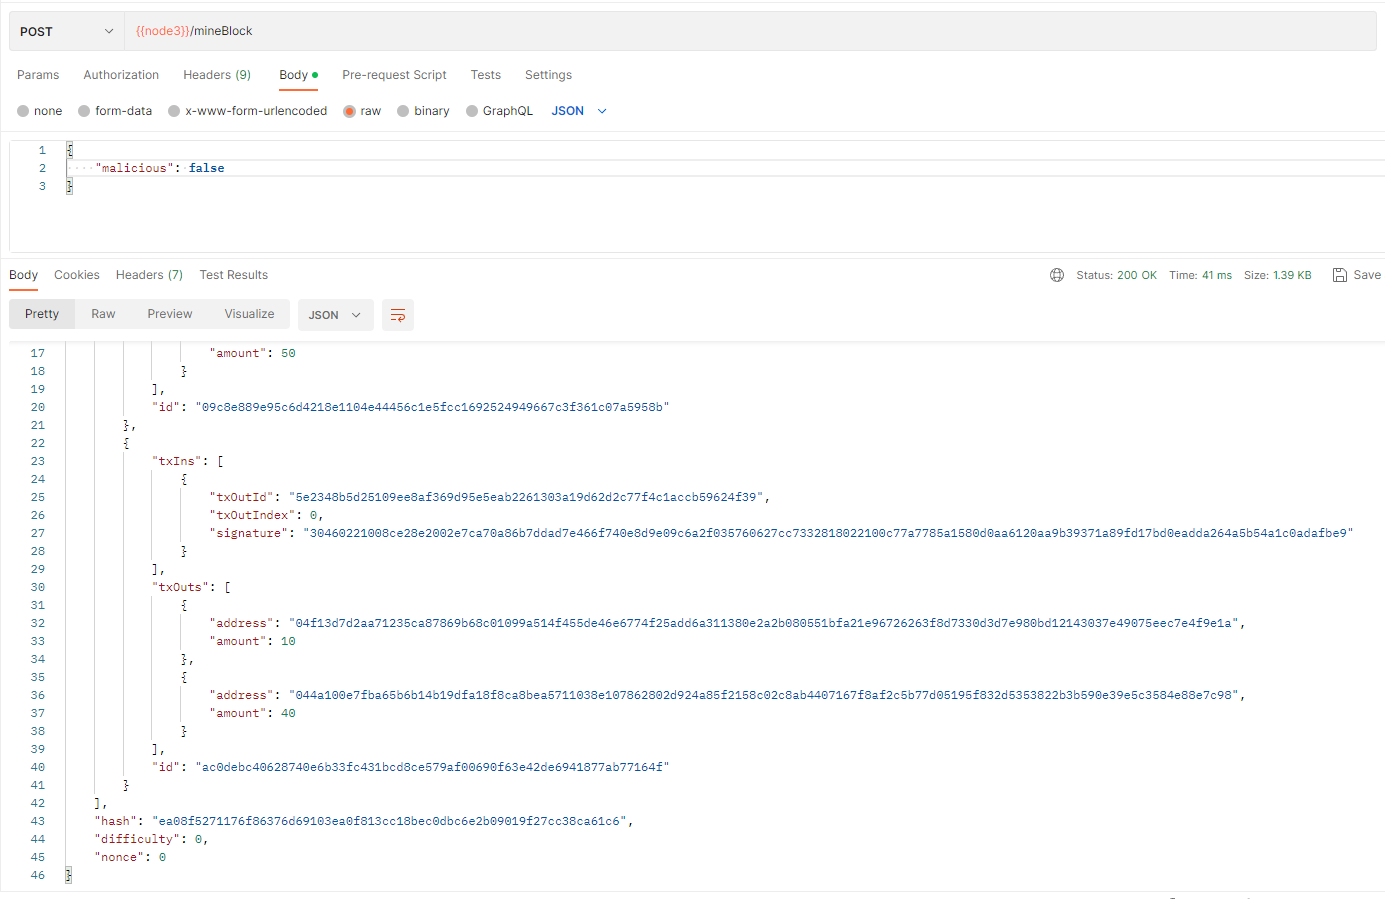 POST {{node3}}/mineBlock
Params Authorization Headers (9) Body Pre-request Script Tests Settings
none form-data x-www-form-urlencoded raw binary GraphQL JSON
1 {
2 "malicious": false
3 }
Body Cookies Headers (7) Test Results Status: 200 OK Time: 41 ms Size: 1.39 KB Save
Pretty Raw Preview Visualize JSON
17 "amount": 50
18 }
19 ],
20 "id": "09c8e889e95c6d4218e1104e44456c1e5fcc1692524949667c3f361c07a5958b"
21 },
22 {
23 "txIns": [
24 {
25 "txOutId": "5e2348b5d25109ee8af369d95e5eab2261303a19d62d2c77f4c1accb59624f39",
26 "txOutIndex": 0,
27 "signature": "30460221008ce28e2002e7ca70a86b7ddad7e466f740e8d9e09c6a2f035760627cc7332818022100c77a7785a1580d0aa6120aa9b39371a89fd17bd0eadda264a5b54a1c0adafbe9"
28 }
29 ],
30 "txOuts": [
31 {
32 "address": "04f13d7d2aa71235ca87869b68c01099a514f455de46e6774f25add6a311380e2a2b080551bfa21e96726263f8d7330d3d7e980bd12143037e49075eec7e4f9e1a",
33 "amount": 10
34 },
35 {
36 "address": "044a100e7fba65b6b14b19dfa18f8ca8bea5711038e107862802d924a85f2158c02c8ab4407167f8af2c5b77d05195f832d5353822b3b590e39e5c3584e88e7c98",
37 "amount": 40
38 }
39 ],
40 "id": "ac0debc40628740e6b33fc431bcd8ce579af00690f63e42de6941877ab77164f"
41 }
42 ],
43 "hash": "ea08f5271176f86376d69103ea0f813cc18bec0dbc6e2b09019f27cc38ca61c6",
44 "difficulty": 0,
45 "nonce": 0
46 }